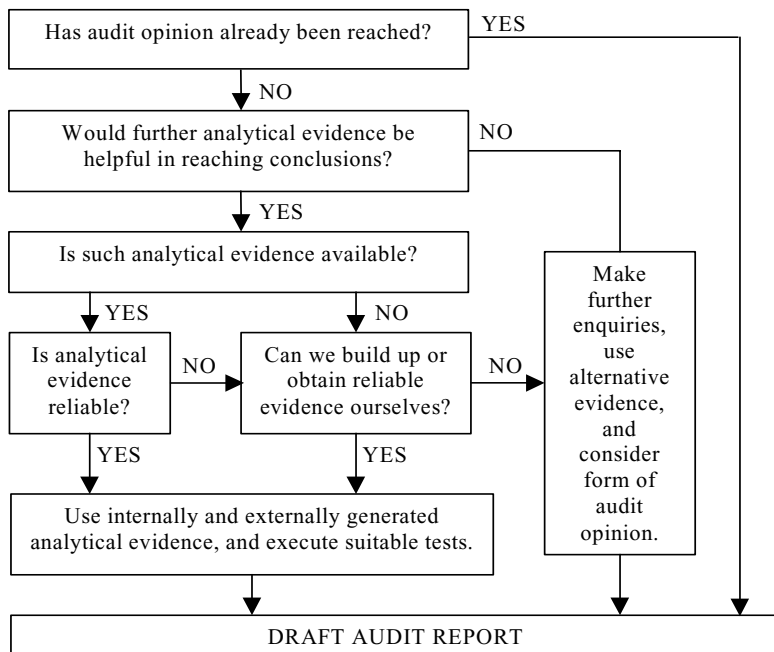 Has audit opinion already been reached?
YES
NO
Would further analytical evidence be
helpful in reaching conclusions?
NO
YES
Is such analytical evidence available?
YES
NO
Is analytical
evidence
reliable?
NO
Can we build up or
obtain reliable
evidence ourselves?
NO
Make
further
enquiries,
use
alternative
evidence,
and
consider
form of
audit
opinion.
YES
YES
Use internally and externally generated
analytical evidence, and execute suitable tests.
DRAFT AUDIT REPORT